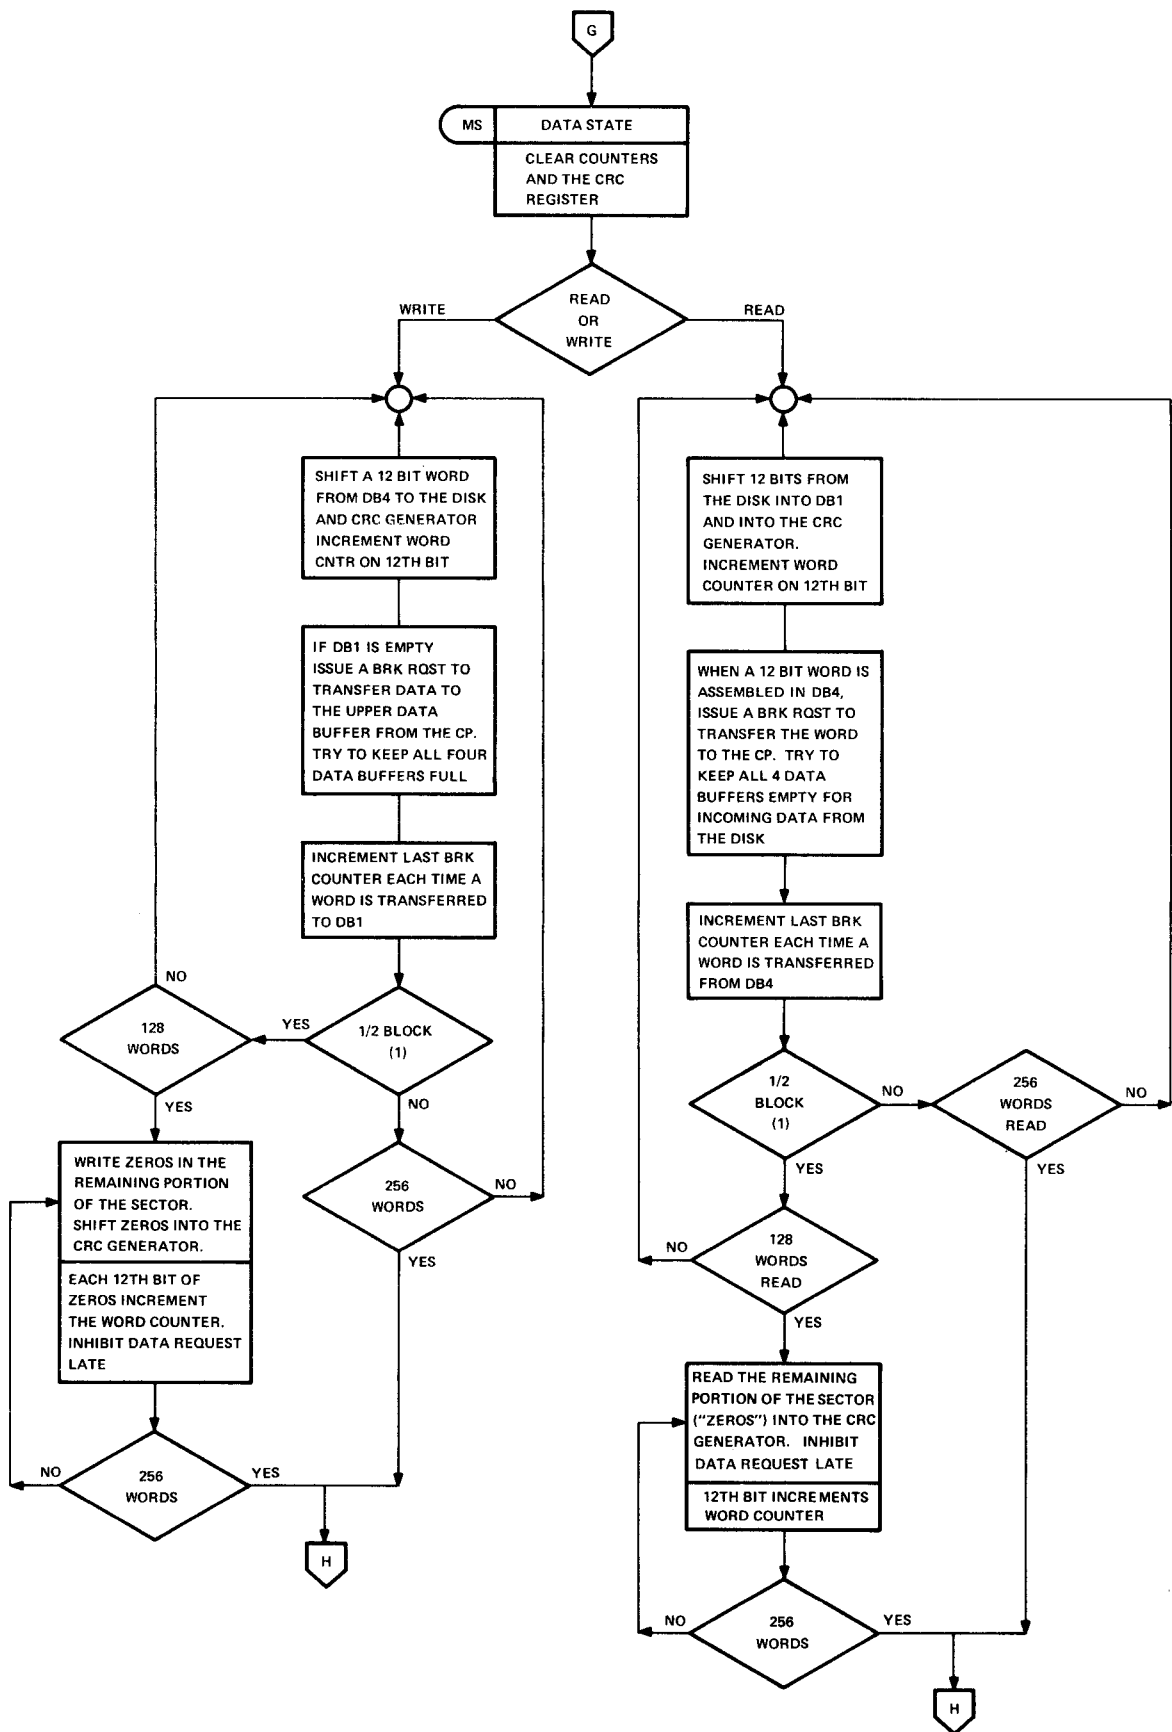 G
MS
DATA STATE
CLEAR COUNTERS
AND THE CRC
REGISTER
READ
OR
WRITE
WRITE
READ
SHIFT A 12 BIT WORD
FROM DB4 TO THE DISK
AND CRC GENERATOR
INCREMENT WORD
CNTR ON 12TH BIT
IF DB1 IS EMPTY
ISSUE A BRK RQST TO
TRANSFER DATA TO
THE UPPER DATA
BUFFER FROM THE CP.
TRY TO KEEP ALL FOUR
DATA BUFFERS FULL
INCREMENT LAST BRK
COUNTER EACH TIME A
WORD IS TRANSFERRED
TO DB1
1/2 BLOCK
(1)
YES
NO
128
WORDS
NO
YES
WRITE ZEROS IN THE
REMAINING PORTION
OF THE SECTOR.
SHIFT ZEROS INTO THE
CRC GENERATOR.
EACH 12TH BIT OF
ZEROS INCREMENT
THE WORD COUNTER.
INHIBIT DATA REQUEST
LATE
256
WORDS
NO
YES
256
WORDS
NO
YES
H
SHIFT 12 BITS FROM
THE DISK INTO DB1
AND INTO THE CRC
GENERATOR.
INCREMENT WORD
COUNTER ON 12TH BIT
WHEN A 12 BIT WORD IS
ASSEMBLED IN DB4,
ISSUE A BRK RQST TO
TRANSFER THE WORD
TO THE CP. TRY TO
KEEP ALL 4 DATA
BUFFERS EMPTY FOR
INCOMING DATA FROM
THE DISK
INCREMENT LAST BRK
COUNTER EACH TIME A
WORD IS TRANSFERRED
FROM DB4
1/2
BLOCK
(1)
NO
YES
256
WORDS
READ
NO
YES
128
WORDS
READ
NO
YES
READ THE REMAINING
PORTION OF THE SECTOR
("ZEROS") INTO THE CRC
GENERATOR. INHIBIT
DATA REQUEST LATE
12TH BIT INCREMENTS
WORD COUNTER
256
WORDS
NO
YES
H